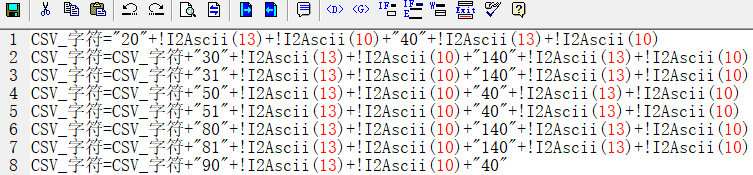 <D> <G> IF IF E W Exit ?
1 CSV_字符="20"+!I2Ascii(13)+!I2Ascii(10)+"40"+!I2Ascii(13)+!I2Ascii(10)
2 CSV_字符=CSV_字符+"30"+!I2Ascii(13)+!I2Ascii(10)+"140"+!I2Ascii(13)+!I2Ascii(10)
3 CSV_字符=CSV_字符+"31"+!I2Ascii(13)+!I2Ascii(10)+"140"+!I2Ascii(13)+!I2Ascii(10)
4 CSV_字符=CSV_字符+"50"+!I2Ascii(13)+!I2Ascii(10)+"40"+!I2Ascii(13)+!I2Ascii(10)
5 CSV_字符=CSV_字符+"51"+!I2Ascii(13)+!I2Ascii(10)+"40"+!I2Ascii(13)+!I2Ascii(10)
6 CSV_字符=CSV_字符+"80"+!I2Ascii(13)+!I2Ascii(10)+"140"+!I2Ascii(13)+!I2Ascii(10)
7 CSV_字符=CSV_字符+"81"+!I2Ascii(13)+!I2Ascii(10)+"140"+!I2Ascii(13)+!I2Ascii(10)
8 CSV_字符=CSV_字符+"90"+!I2Ascii(13)+!I2Ascii(10)+"40"